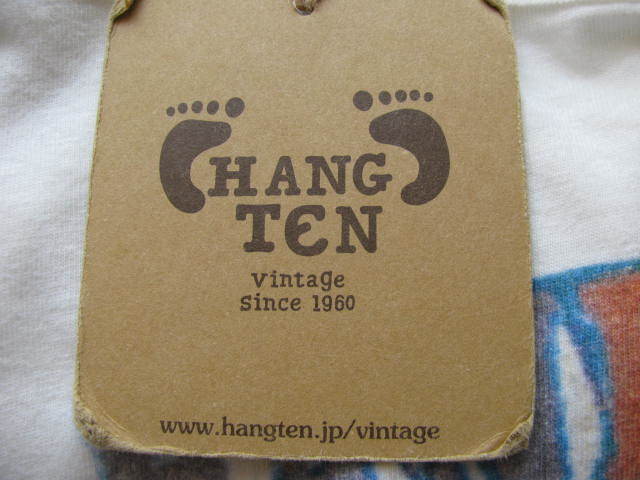 HANG
TEN
Vintage
Since 1960
www.hangten.jp/vintage